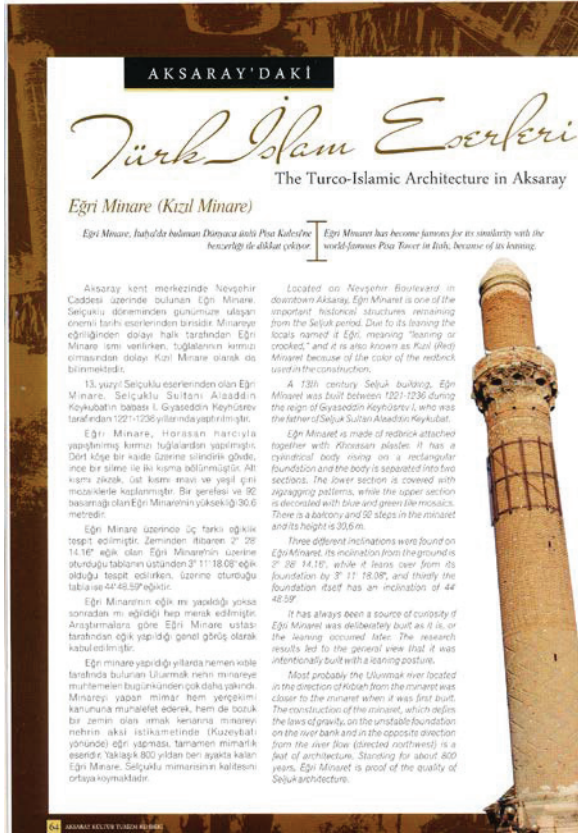 AKSARAY'DAKİ
Türk İslam Eserleri
The Turco-Islamic Architecture in Aksaray
Eğri Minare (Kızıl Minare)
Eğri Minare, İtalya'da bulunan Dünyaca ünlü Pisa Kulesi'ne
benzerliği ile dikkat çekiyor.
Eğri Minaret has become famous for its similarity with the
world-famous Pisa Tower in Italy, because of its leaning.
Aksaray kent merkezinde Nevşehir
Caddesi üzerinde bulunan Eğri Minare,
Selçuklu döneminden günümüze ulaşan
önemli tarihi eserlerinden birisidir. Minareye
eğriliğinden dolayı halk tarafından Eğri
Minare ismi verilirken, tuğlalarının kırmızı
olmasından dolayı Kızıl Minare olarak da
bilinmektedir.
13. yüzyıl Selçuklu eserlerinden olan Eğri
Minare, Selçuklu Sultanı Alaaddin
Keykubat'ın babası I. Gıyaseddin Keyhüsrev
tarafından 1221-1236 yıllarında yaptırılmıştır.
Eğri Minare, Horasan harcıyla
yapıştırılmış kırmızı tuğlalardan yapılmıştır.
Dört köşe bir kaide üzerine silindirik gövde,
ince bir silme ile iki kısma bölünmüştür. Alt
kısmı zikzak, üst kısmı mavi ve yeşil çini
mozaiklerle kaplanmıştır. Bir şerefesi ve 92
basamağı olan Eğri Minare'nin yüksekliği 30,6
metredir.
Eğri Minare üzerinde üç farklı eğiklik
tespit edilmiştir. Zeminden itibaren 2° 28'
14.16" eğik olan Eğri Minare'nin üzerine
oturduğu tablanın üstünden 3° 11' 18.08" eğik
olduğu tespit edilirken, üzerine oturduğu
tabla ise 44' 48.59" eğiktir.
Eğri Minare'nin eğik mi yapıldığı yoksa
sonradan mı eğildiği hep merak edilmiştir.
Araştırmalara göre Eğri Minare ustası
tarafından eğik yapıldığı genel görüş olarak
kabul edilmiştir.
Eğri minare yapıldığı yıllarda hemen kıble
tarafında bulunan Uluırmak nehri minareye
muhtemelen bugünkünden çok daha yakındı.
Minareyi yapan mimar hem yerçekimi
kanununa muhalefet ederek, hem de bozuk
bir zemin olan ırmak kenarına minareyi
nehrin aksi istikametinde (Kuzeybatı
yönünde) eğri yapması, tamamen mimarlık
eseridir. Yaklaşık 800 yıldan beri ayakta kalan
Eğri Minare, Selçuklu mimarisinin kalitesini
ortaya koymaktadır.
Located on Nevşehir Boulevard in
downtown Aksaray, Eğri Minaret is one of the
important historical structures remaining
from the Seljuk period. Due to its leaning the
locals named it Eğri, meaning "leaning or
crooked," and it is also known as Kızıl (Red)
Minaret because of the color of the redbrick
used in the construction.
A 13th century Seljuk building, Eğri
Minaret was built between 1221-1236 during
the reign of Gıyaseddin Keyhüsrev I, who was
the father of Seljuk Sultan Alaaddin Keykubat.
Eğri Minaret is made of redbrick attached
together with Khorasan plaster. It has a
cylindrical body rising on a rectangular
foundation and the body is separated into two
sections. The lower section is covered with
zigzagging patterns, while the upper section
is decorated with blue and green tile mosaics.
There is a balcony and 92 steps in the minaret
and its height is 30,6 m.
Three different inclinations were found on
Eğri Minaret. Its inclination from the ground is
2° 28' 14.16", while it leans over from its
foundation by 3° 11' 18.08", and thirdly the
foundation itself has an inclination of 44'
48.59"
It has always been a source of curiosity if
Eğri Minaret was deliberately built as it is, or
the leaning occurred later. The research
results led to the general view that it was
intentionally built with a leaning posture.
Most probably the Uluırmak river located
in the direction of Kiblah from the minaret was
closer to the minaret when it was first built.
The construction of the minaret, which defies
the laws of gravity, on the unstable foundation
on the river bank and in the opposite direction
from the river flow (directed northwest) is a
feat of architecture. Standing for about 800
years, Eğri Minaret is proof of the quality of
Seljuk architecture.
64 AKSARAY KÜLTÜR TURİZM REHBERİ